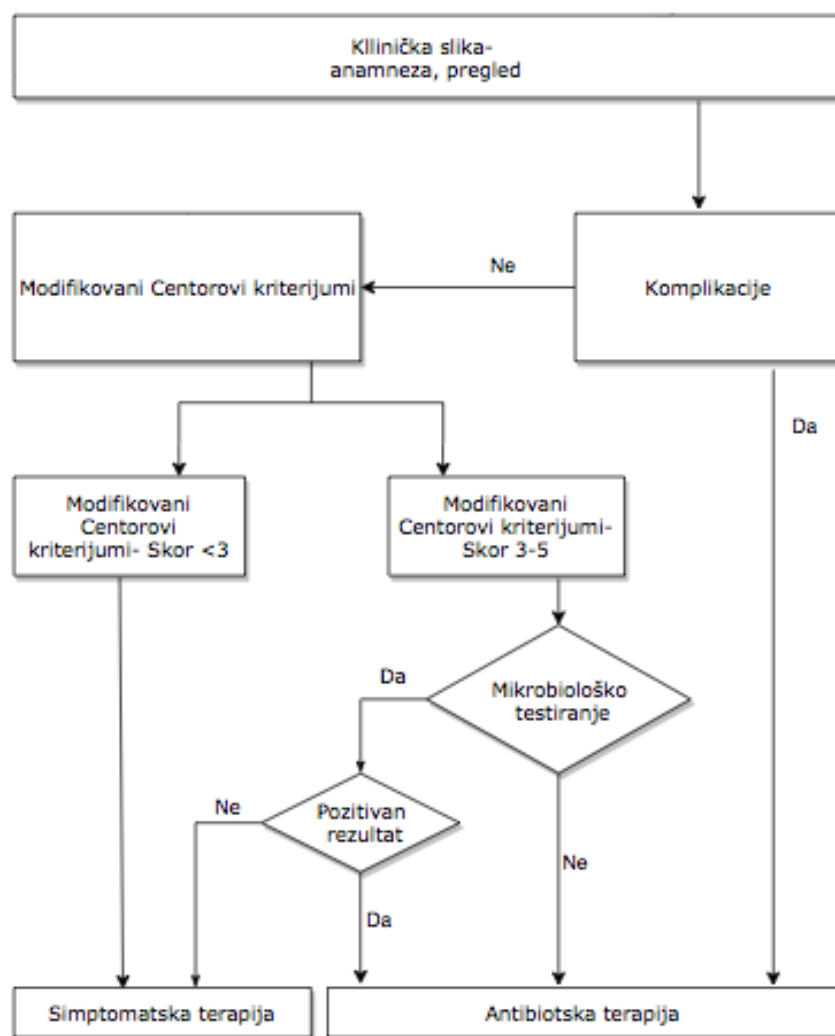 Kllinička slika-
anamneza, pregled
Modifikovani Centorovi kriterijumi
Ne
Komplikacije
Da
Modifikovani
Centorovi
kriterijumi- Skor <3
Modifikovani
Centorovi kriterijumi-
Skor 3-5
Da
Mikrobiološko
testiranje
Ne
Pozitivan
rezultat
Ne
Da
Simptomatska terapija
Antibiotska terapija